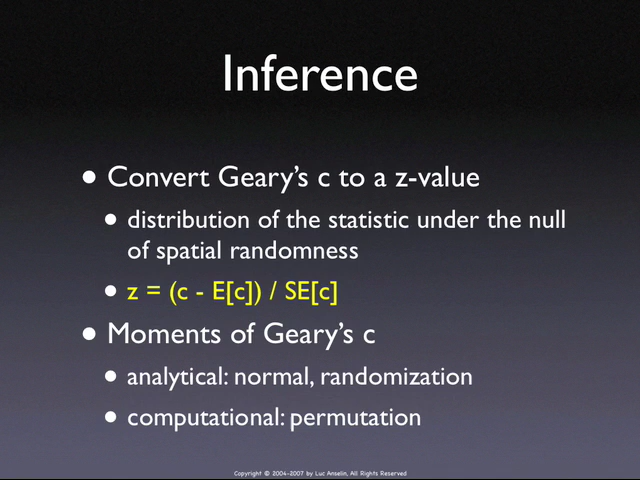 Inference
• Convert Geary's c to a z-value
• distribution of the statistic under the null
of spatial randomness
• z = (c - E[c]) / SE[c]
• Moments of Geary's c
• analytical: normal, randomization
• computational: permutation
Copyright © 2004-2007 by Luc Anselin, All Rights Reserved